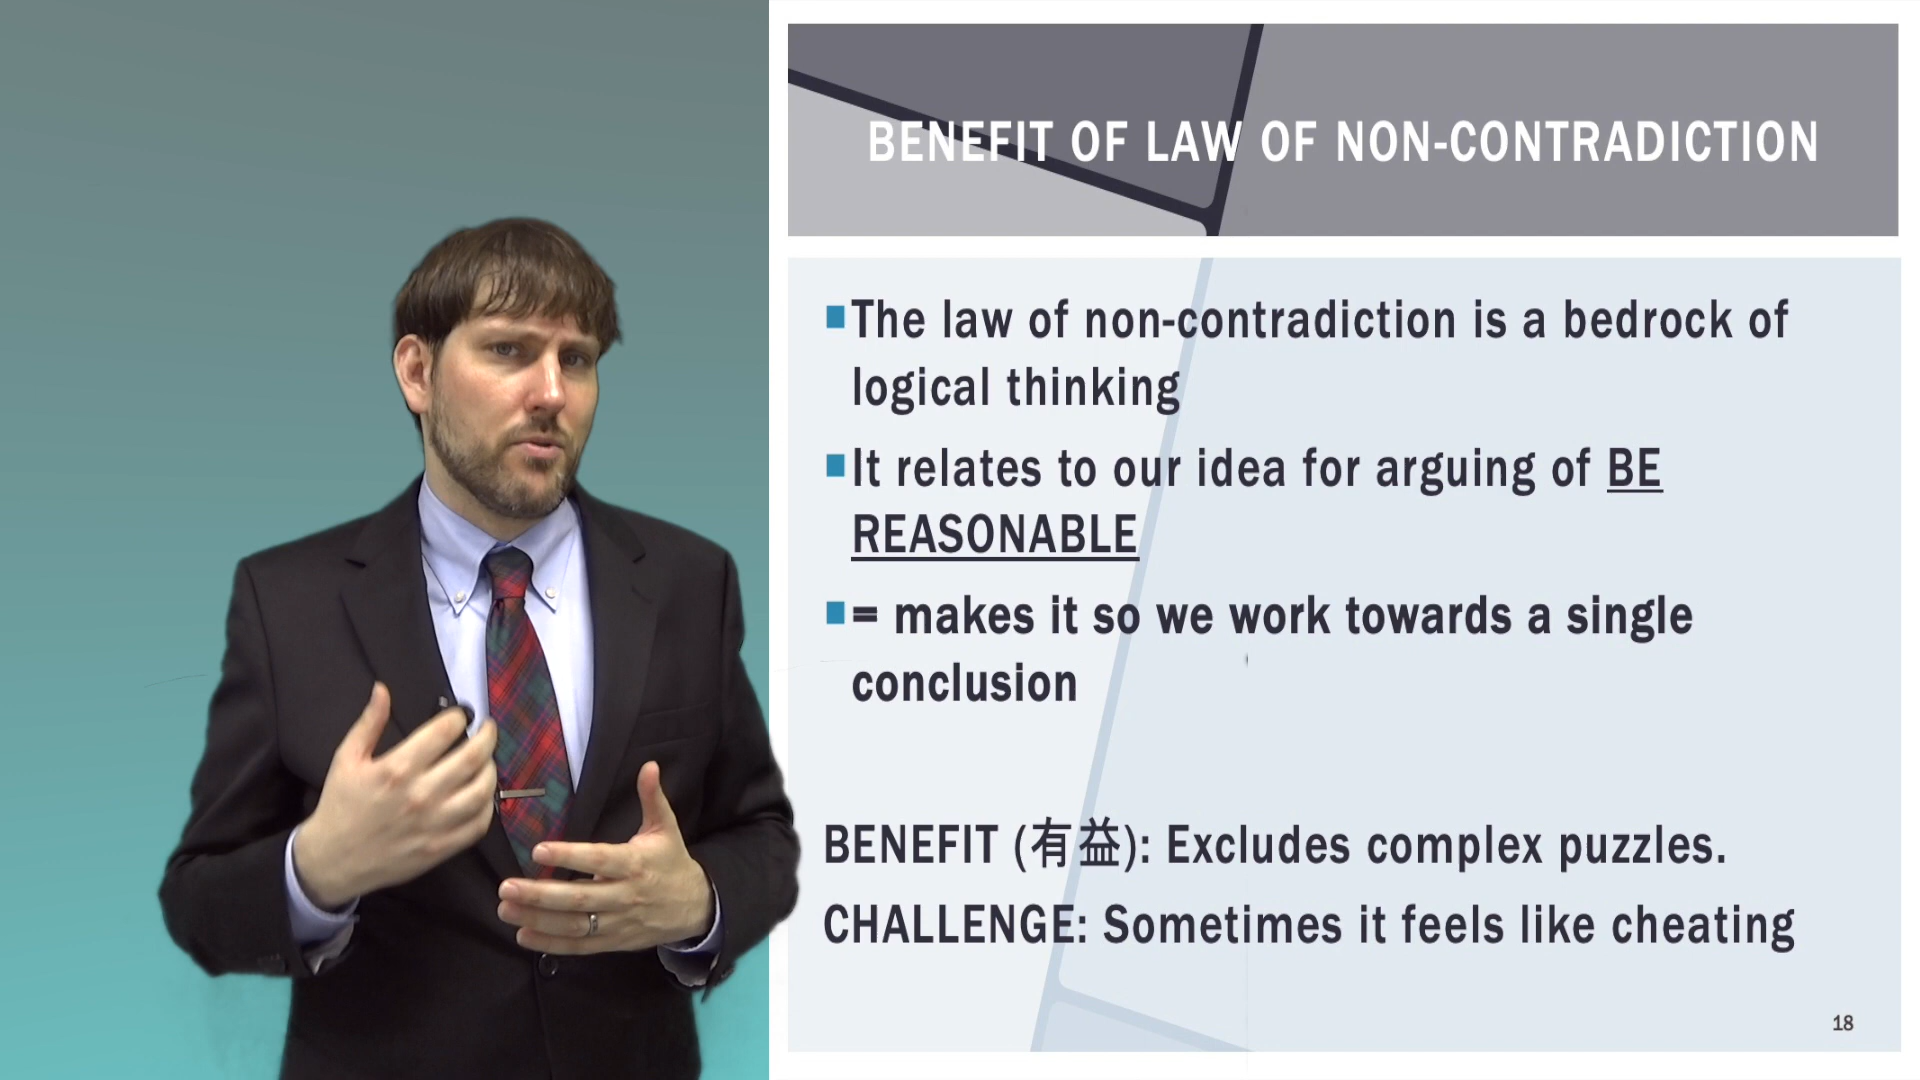 BENEFIT OF LAW OF NON-CONTRADICTION
The law of non-contradiction is a bedrock of
logical thinking
It relates to our idea for arguing of BE
REASONABLE
= makes it so we work towards a single
conclusion
BENEFIT (有益): Excludes complex puzzles.
CHALLENGE: Sometimes it feels like cheating
18